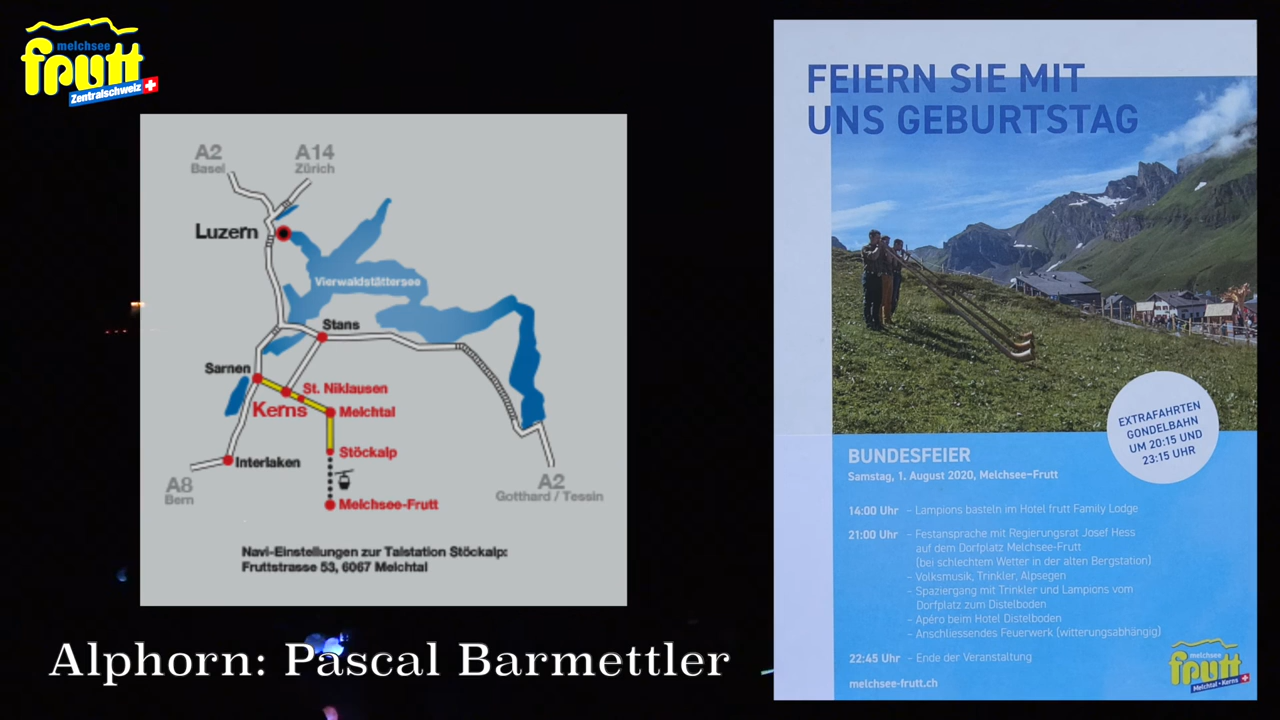 melchsee
frutt
Zentralschweiz
A2
Basel
A14
Zürich
Luzern
Vierwaldstättersee
Stans
Sarnen
St. Niklausen
Kerns
Melchtal
Stöckalp
Interlaken
A8
Bern
A2
Gotthard / Tessin
Melchsee-Frutt
Navi-Einstellungen zur Talstation Stöckalp:
Fruttstrasse 53, 6067 Melchtal
Alphorn: Pascal Barmettler
FEIERN SIE MIT
UNS GEBURTSTAG
EXTRAFAHRTEN
GONDELBAHN
UM 20:15 UND
23:15 UHR
BUNDESFEIER
Samstag, 1. August 2020, Melchsee-Frutt
14:00 Uhr – Lampions basteln im Hotel frutt Family Lodge
21:00 Uhr – Festansprache mit Regierungsrat Josef Hess
auf dem Dorfplatz Melchsee-Frutt
(bei schlechtem Wetter in der alten Bergstation)
– Volksmusik, Trinkler, Alpsegen
– Spaziergang mit Trinkler und Lampions vom
Dorfplatz zum Distelboden
– Apéro beim Hotel Distelboden
– Anschliessendes Feuerwerk (witterungsabhängig)
22:45 Uhr – Ende der Veranstaltung
melchsee-frutt.ch
melchsee
frutt
Melchtal • Kerns